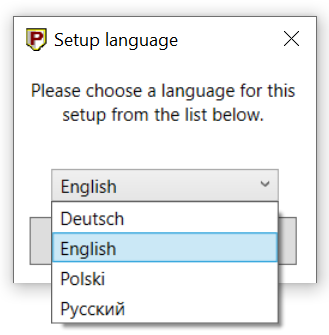 P Setup language
Please choose a language for this
setup from the list below.
English
Deutsch
English
Polski
Русский